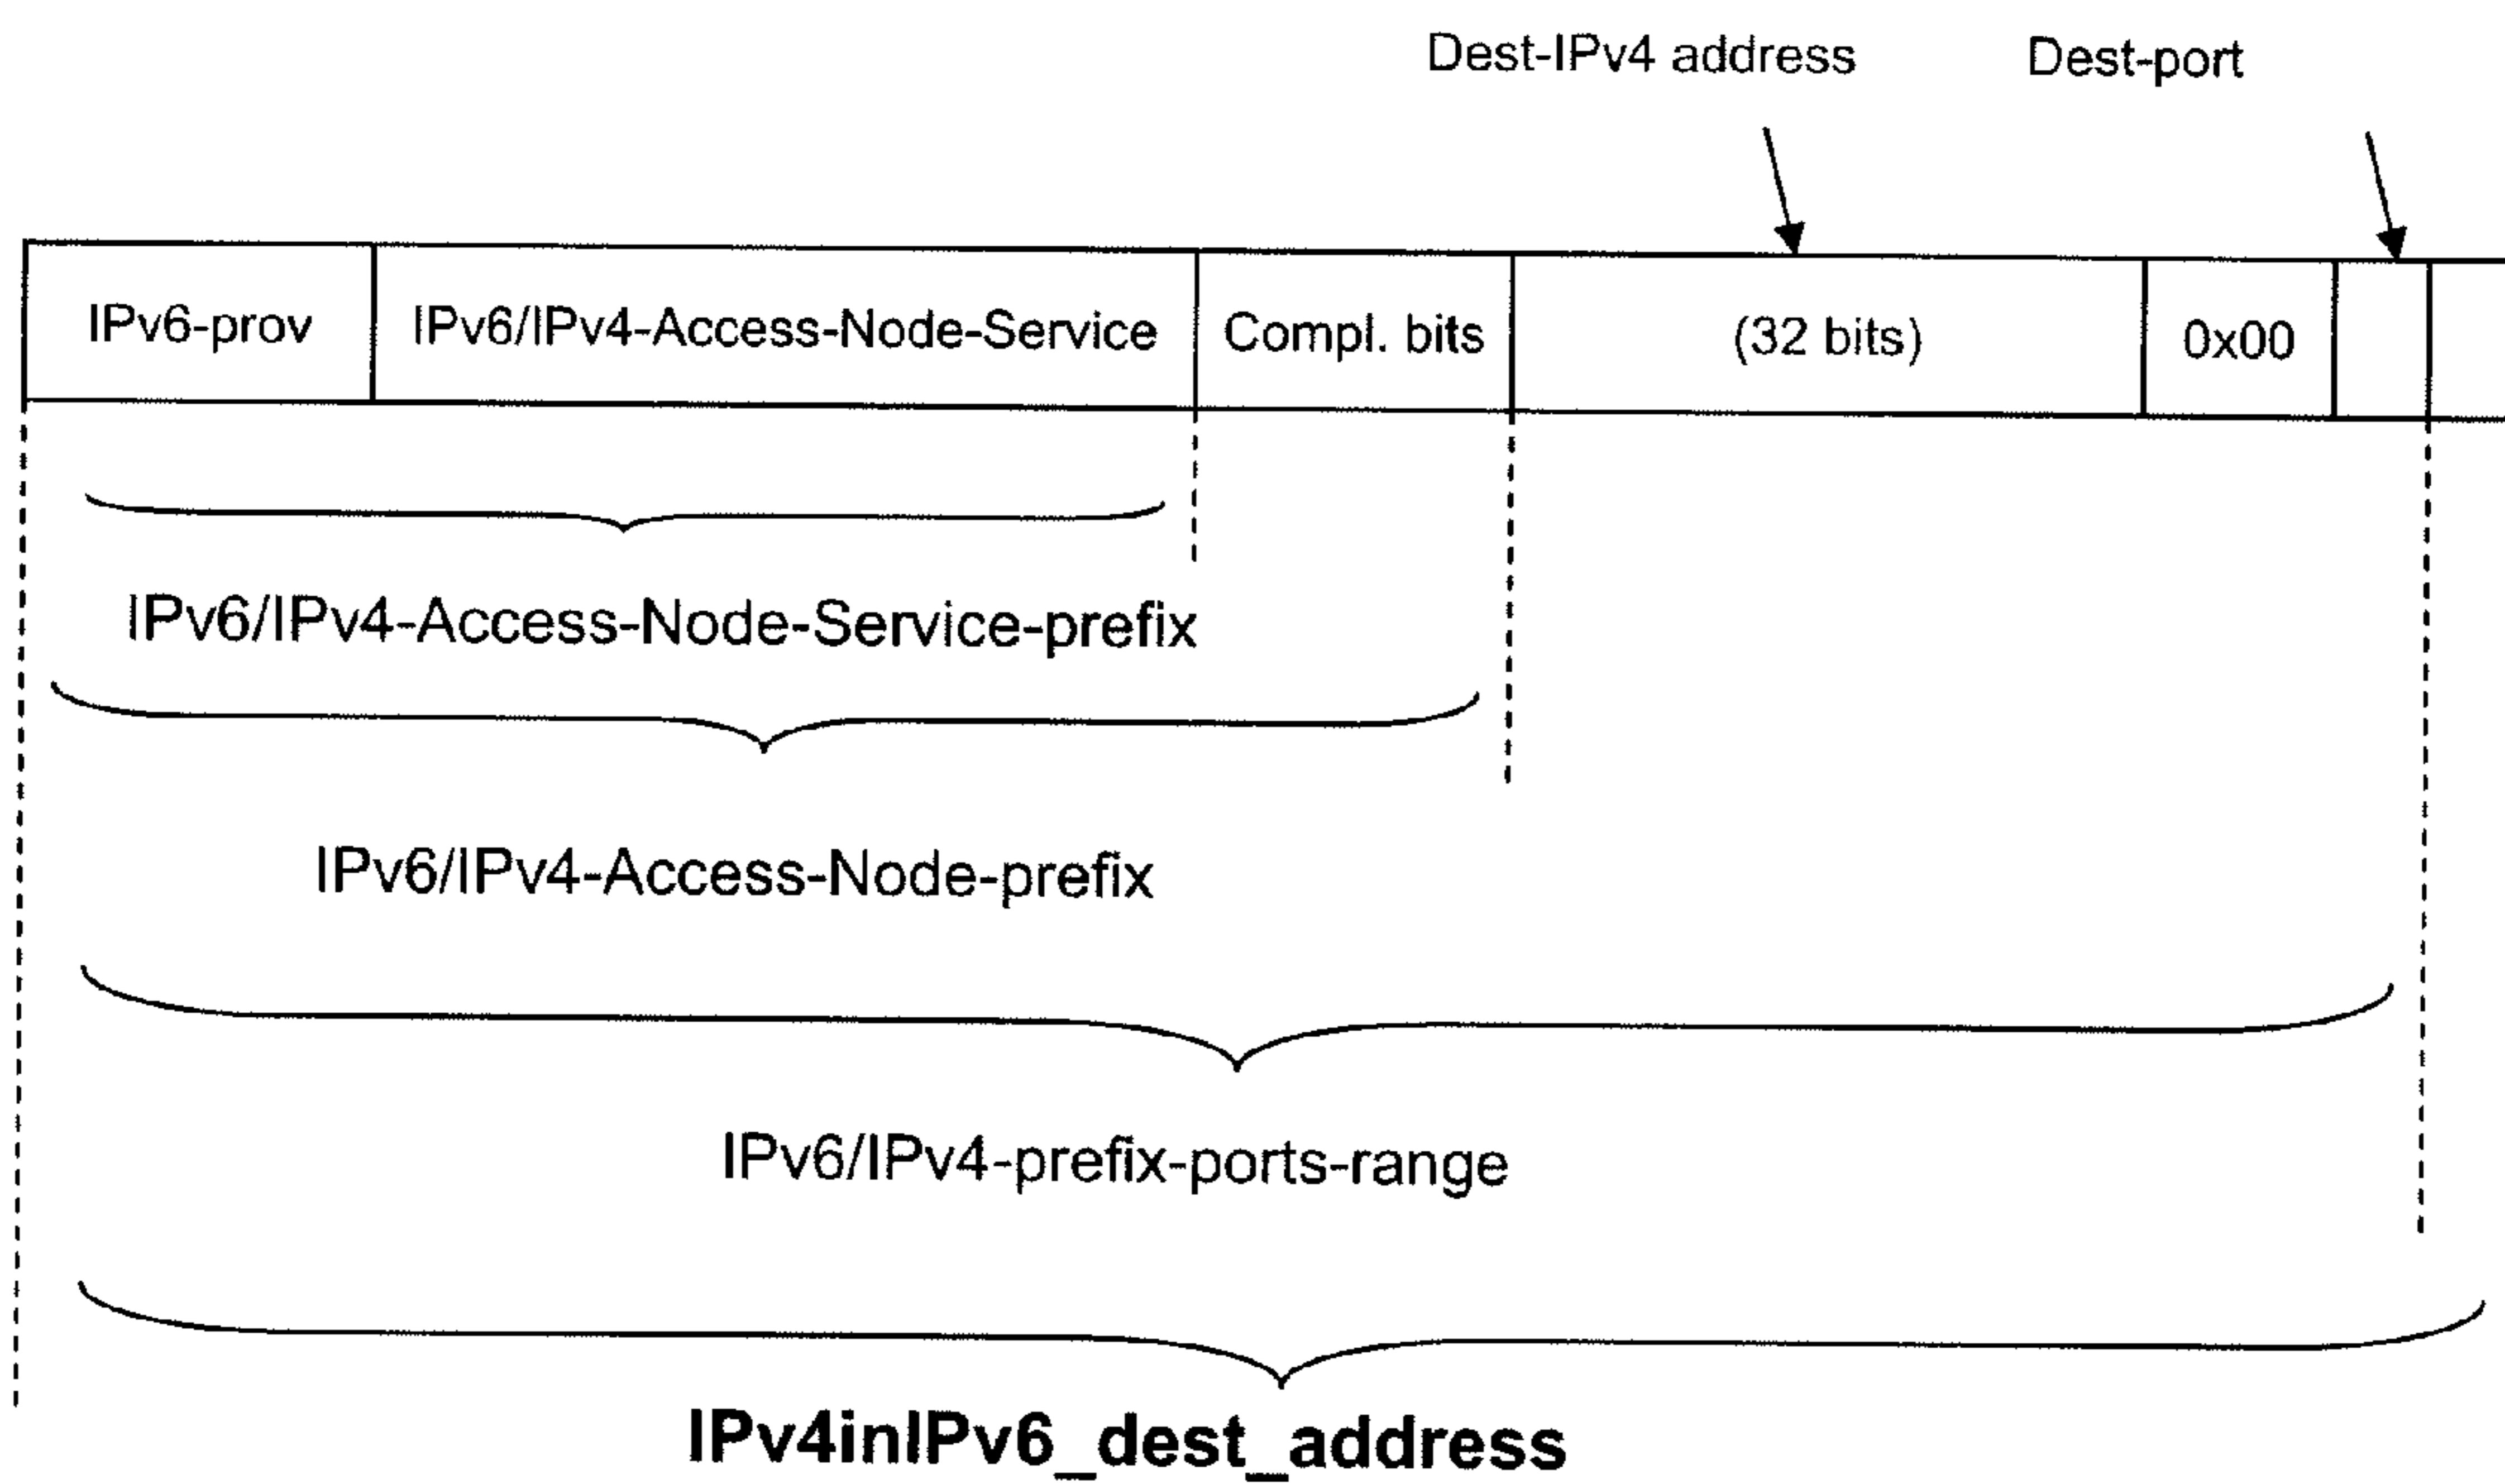 Dest-IPv4 address
Dest-port
IPv6-prov
IPv6/IPv4-Access-Node-Service
Compl. bits
(32 bits)
0x00
IPv6/IPv4-Access-Node-Service-prefix
IPv6/IPv4-Access-Node-prefix
IPv6/IPv4-prefix-ports-range
IPv4inIPv6_dest_address